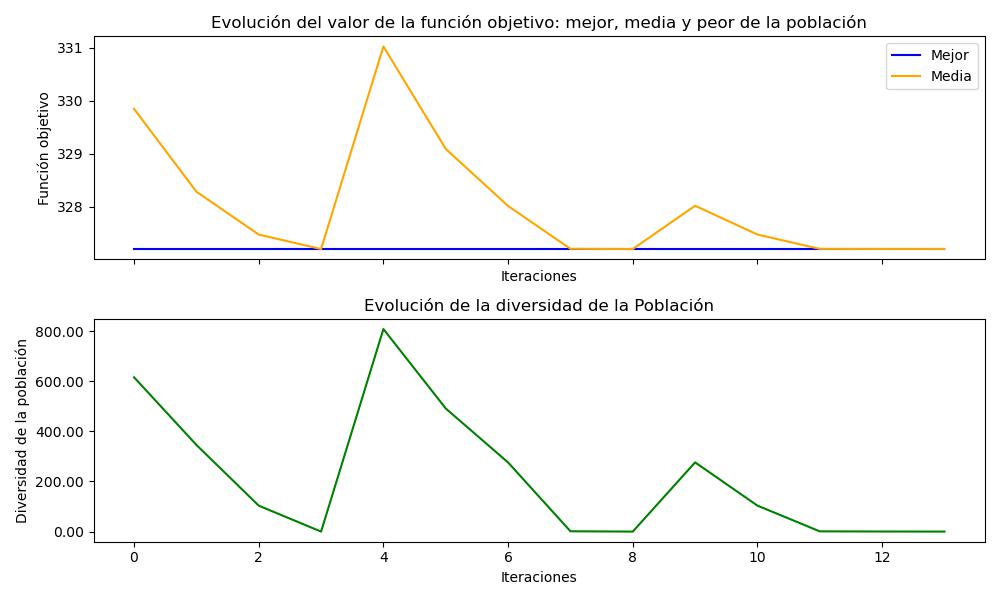 Evolución del valor de la función objetivo: mejor, media y peor de la población
331
330
329
328
Función objetivo
Mejor
Media
Iteraciones
Evolución de la diversidad de la Población
800.00
600.00
400.00
200.00
0.00
Diversidad de la población
0 2 4 6 8 10 12
Iteraciones